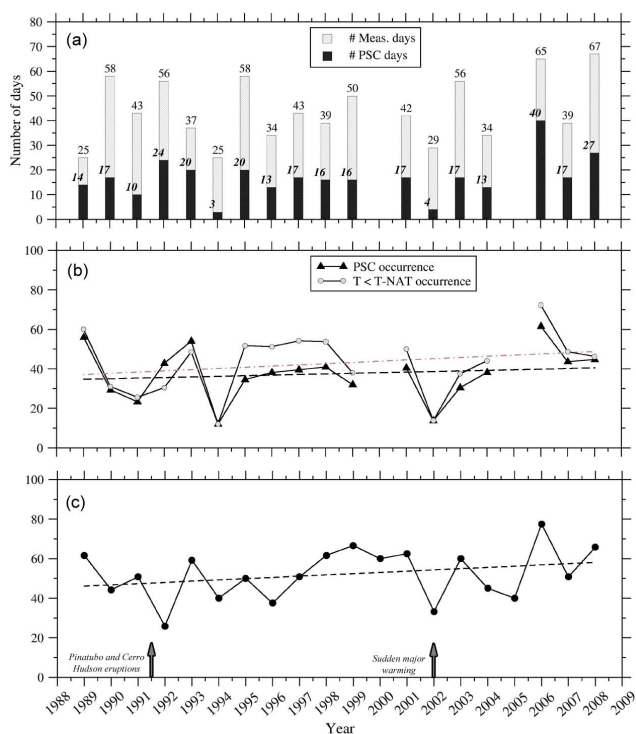 (a)
# Meas. days
# PSC days
Number of days
80
70
60
50
40
30
20
10
0
25 58 43 56 37 25 58 34 43 39 50 42 29 56 34 65 39 67
14 17 10 24 20 3 20 13 17 16 16 17 4 17 13 40 17 27
(b)
PSC occurrence
T < T-NAT occurrence
100
80
60
40
20
0
(c)
100
80
60
40
20
0
Pinatubo and Cerro
Hudson eruptions
Sudden major
warming
1988 1989 1990 1991 1992 1993 1994 1995 1996 1997 1998 1999 2000 2001 2002 2003 2004 2005 2006 2007 2008 2009
Year